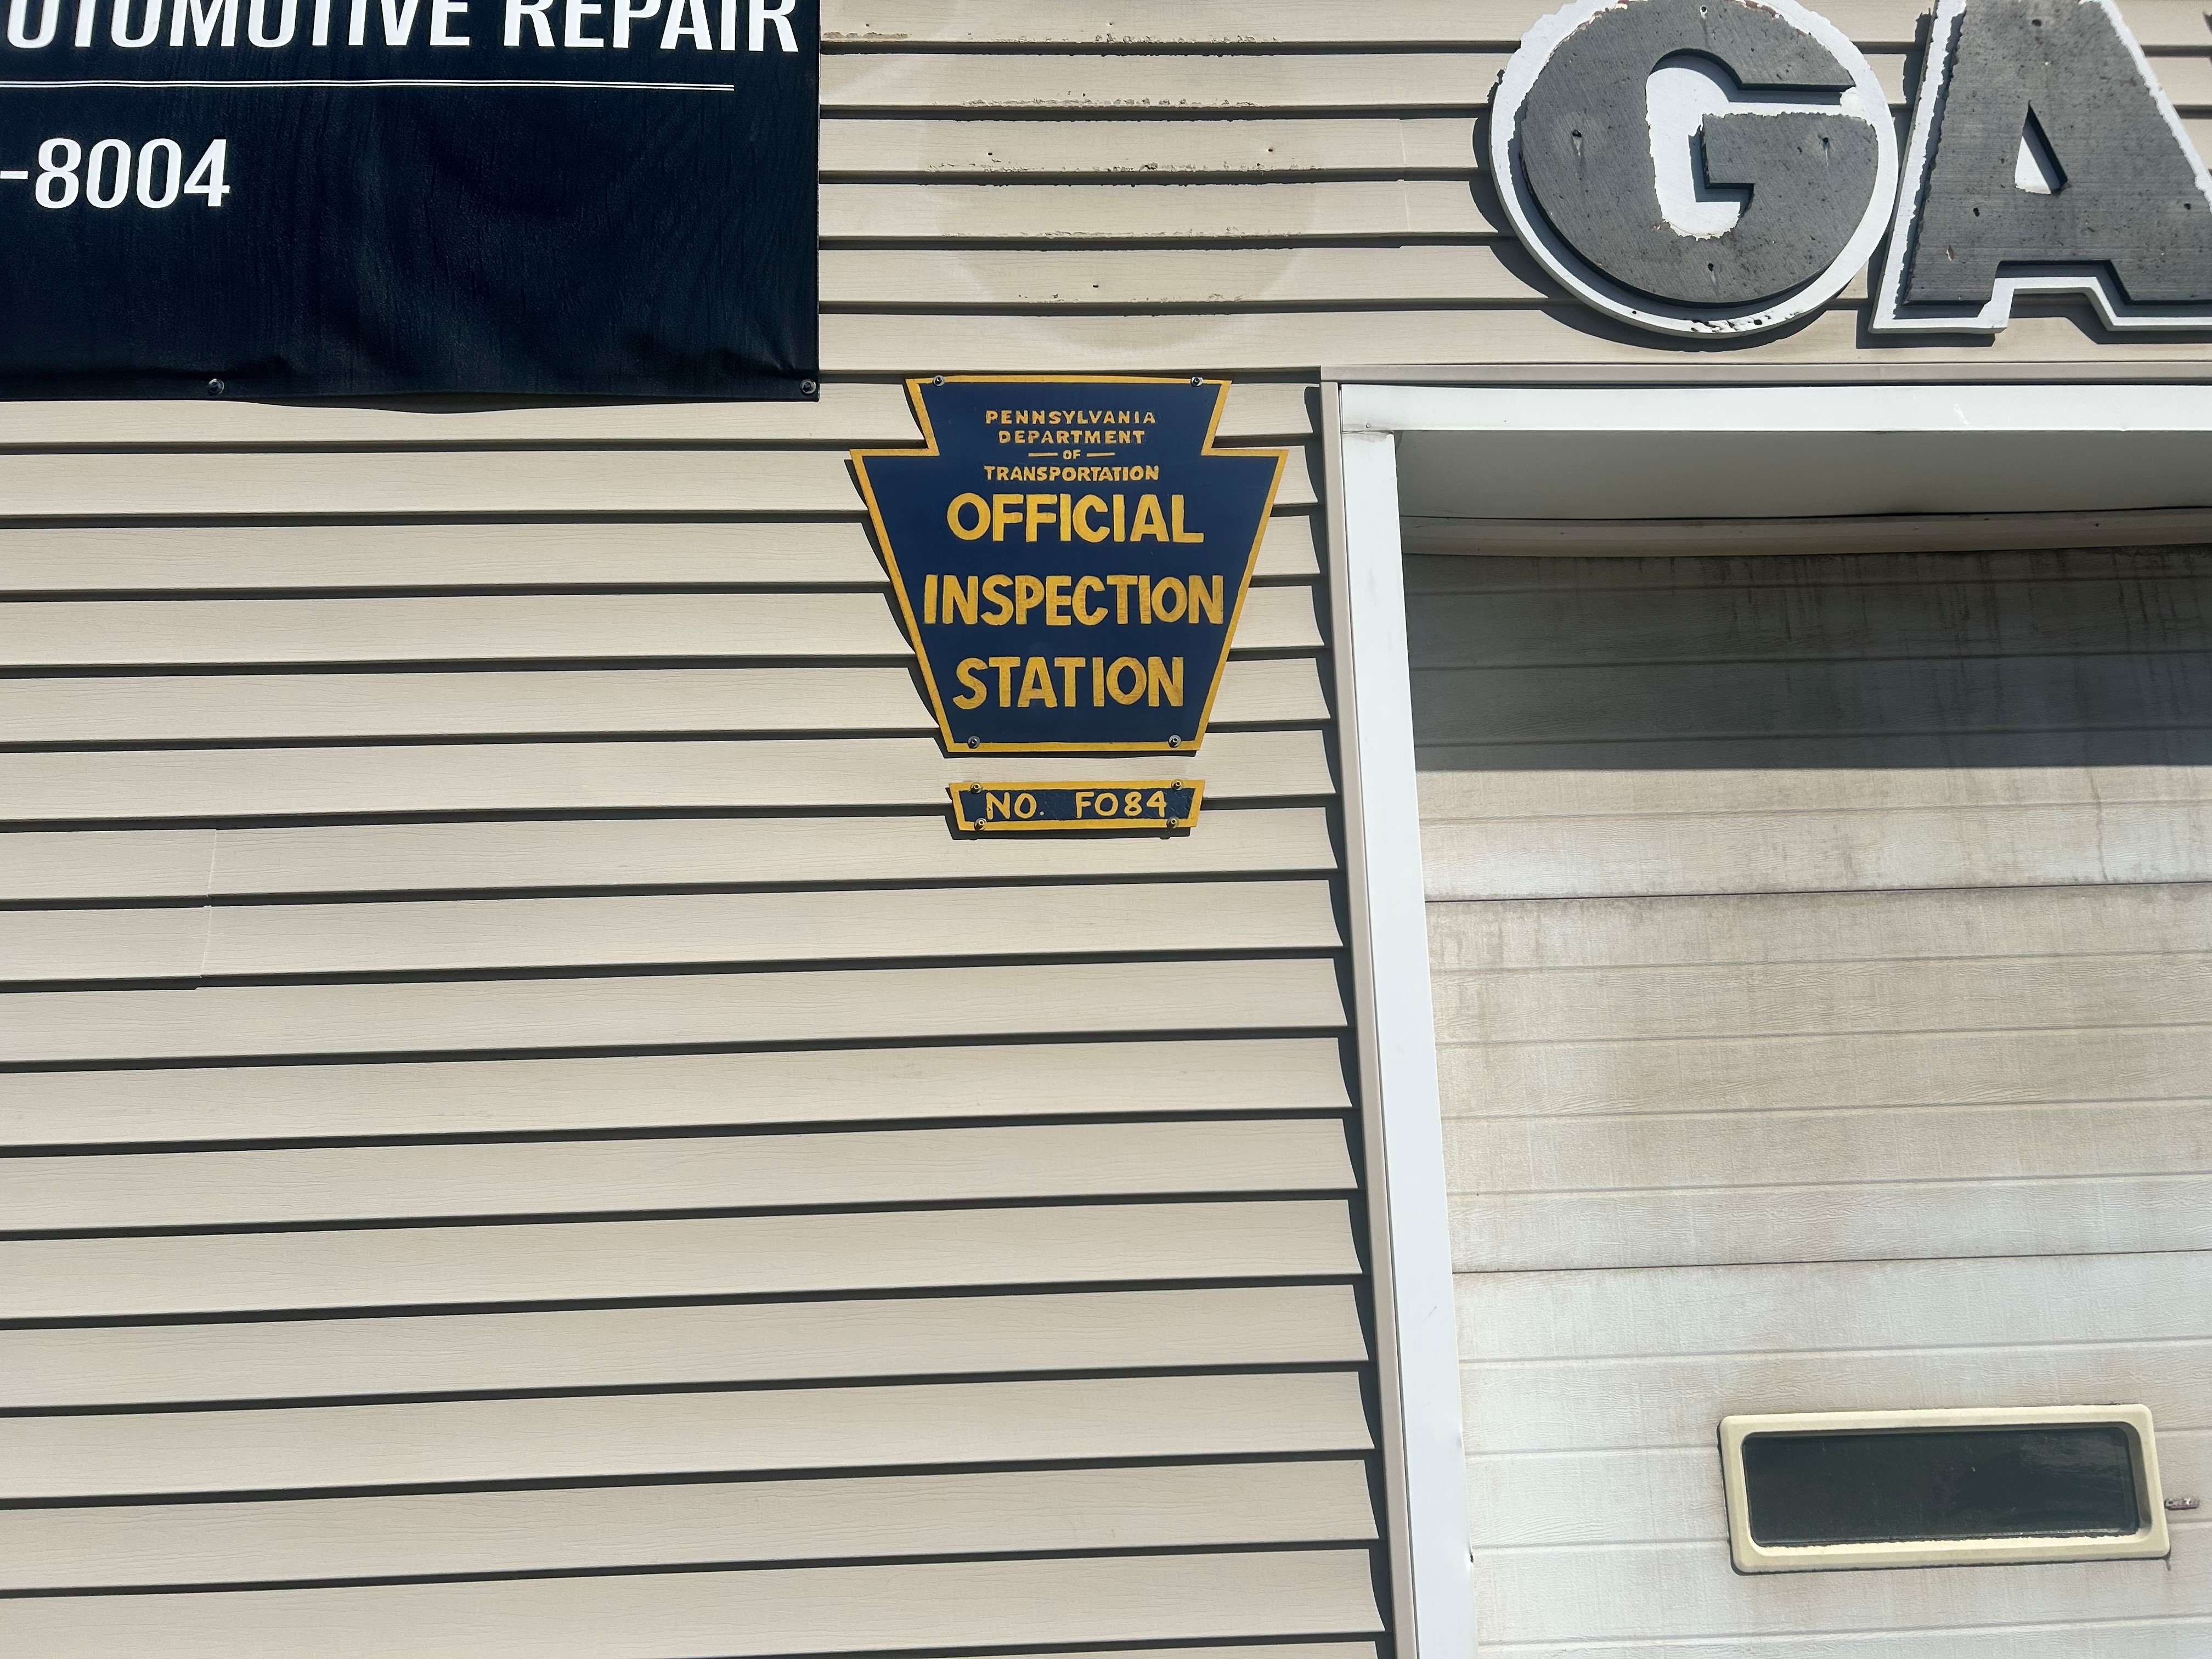 UTOMOTIVE REPAIR
-8004
GA
PENNSYLVANIA
DEPARTMENT
OF
TRANSPORTATION
OFFICIAL
INSPECTION
STATION
NO. F084